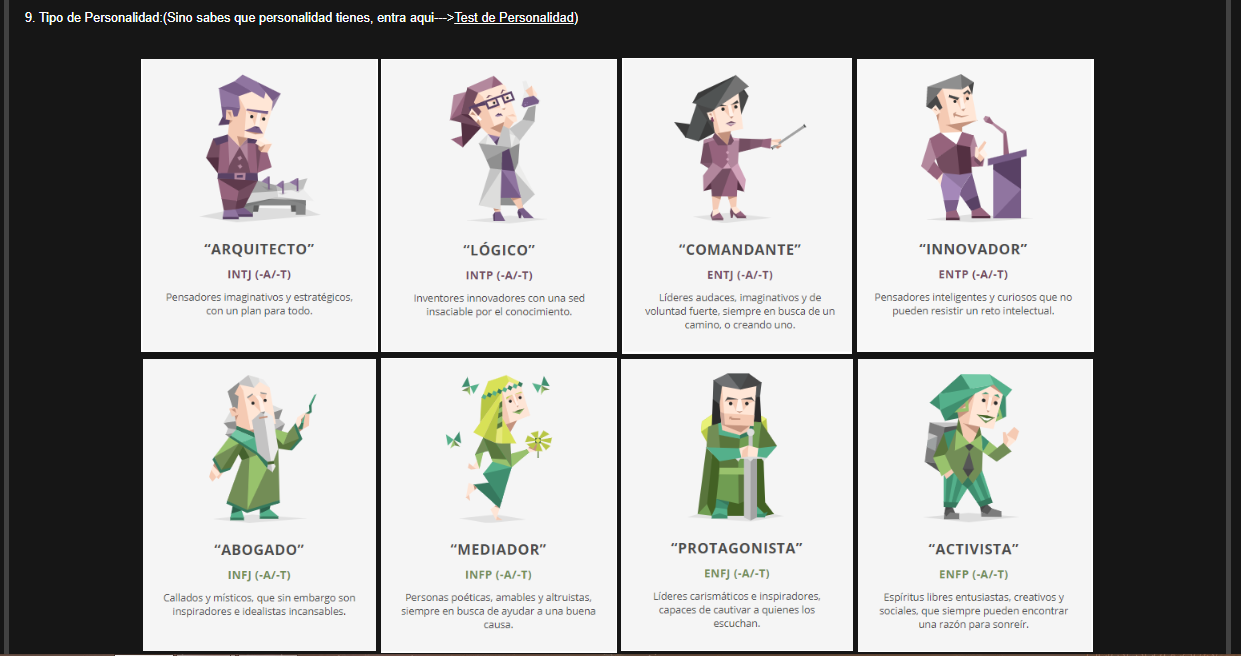 9. Tipo de Personalidad:(Sino sabes que personalidad tienes, entra aqui--->Test de Personalidad)
“ARQUITECTO”
INTJ (-A/-T)
Pensadores imaginativos y estratégicos,
con un plan para todo.
“LÓGICO”
INTP (-A/-T)
Inventores innovadores con una sed
insaciable por el conocimiento.
“COMANDANTE”
ENTJ (-A/-T)
Líderes audaces, imaginativos y de
voluntad fuerte, siempre en busca de un
camino, o creando uno.
“INNOVADOR”
ENTP (-A/-T)
Pensadores inteligentes y curiosos que no
pueden resistir un reto intelectual.
“ABOGADO”
INFJ (-A/-T)
Callados y místicos, que sin embargo son
inspiradores e idealistas incansables.
“MEDIADOR”
INFP (-A/-T)
Personas poéticas, amables y altruistas,
siempre en busca de ayudar a una buena
causa.
“PROTAGONISTA”
ENFJ (-A/-T)
Líderes carismáticos e inspiradores,
capaces de cautivar a quienes los
escuchan.
“ACTIVISTA”
ENFP (-A/-T)
Espíritus libres entusiastas, creativos y
sociales, que siempre pueden encontrar
una razón para sonreír.